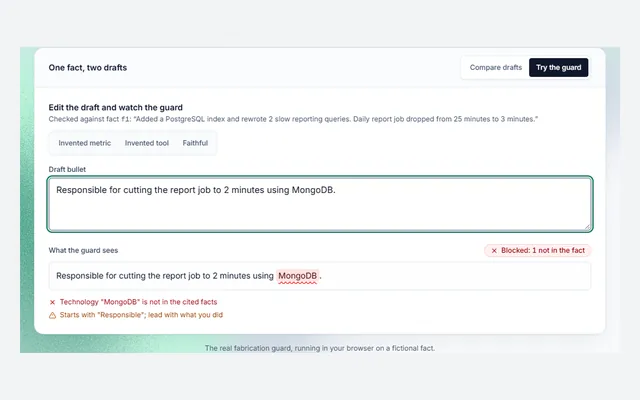 One fact, two drafts
Compare drafts
Try the guard
Edit the draft and watch the guard
Checked against fact f1: "Added a PostgreSQL index and rewrote 2 slow reporting queries. Daily report job dropped from 25 minutes to 3 minutes."
Invented metric
Invented tool
Faithful
Draft bullet
Responsible for cutting the report job to 2 minutes using MongoDB.
What the guard sees
× Blocked: 1 not in the fact
Responsible for cutting the report job to 2 minutes using MongoDB .
× Technology "MongoDB" is not in the cited facts
Starts with "Responsible"; lead with what you did
The real fabrication guard, running in your browser on a fictional fact.